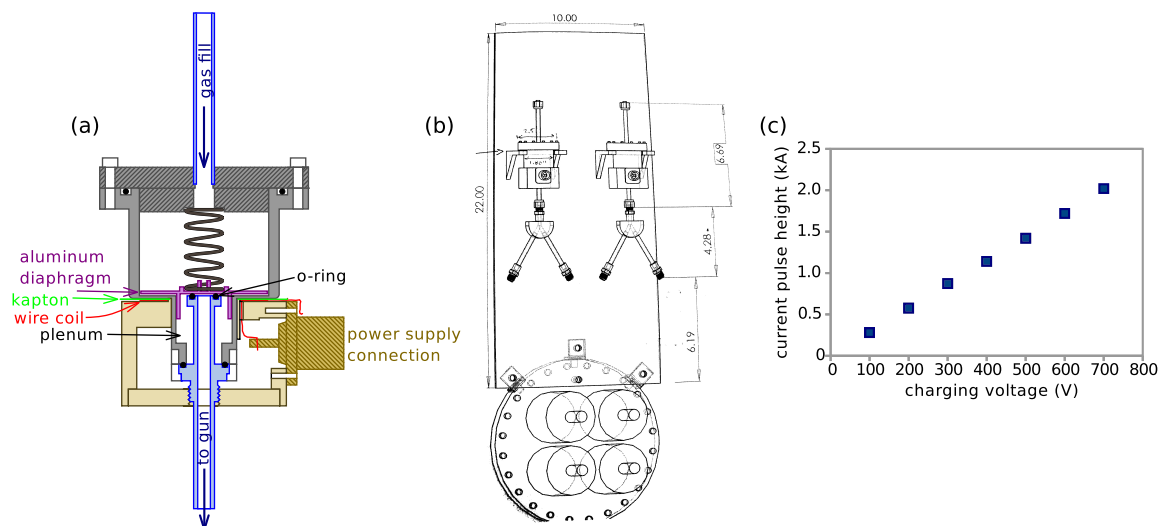 (a)
gas fill
aluminum
diaphragm
kapton
wire coil
plenum
o-ring
power supply
connection
to gun
(b)
10.00
22.00
6.69
4.28+
6.19
(c)
current pulse height (kA)
2.5
2.0
1.5
1.0
0.5
0
0 100 200 300 400 500 600 700 800
charging voltage (V)